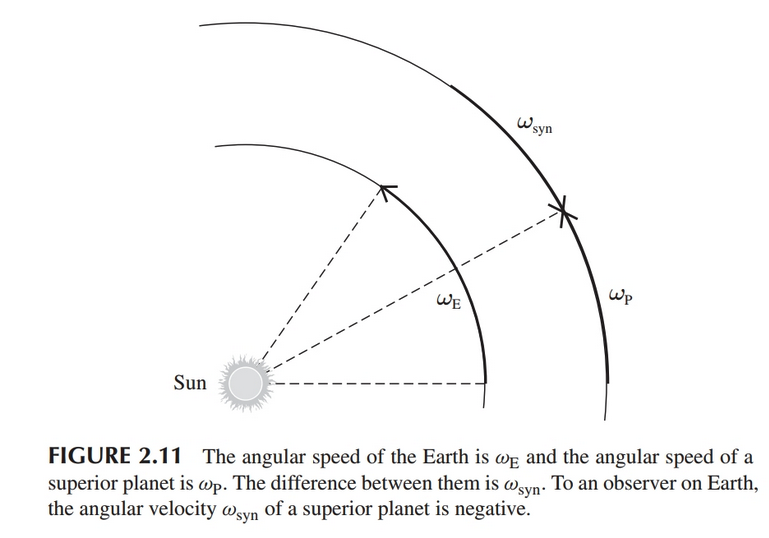 ωsyn
ωE
ωP
Sun
FIGURE 2.11 The angular speed of the Earth is ωE and the angular speed of a
superior planet is ωP. The difference between them is ωsyn. To an observer on Earth,
the angular velocity ωsyn of a superior planet is negative.